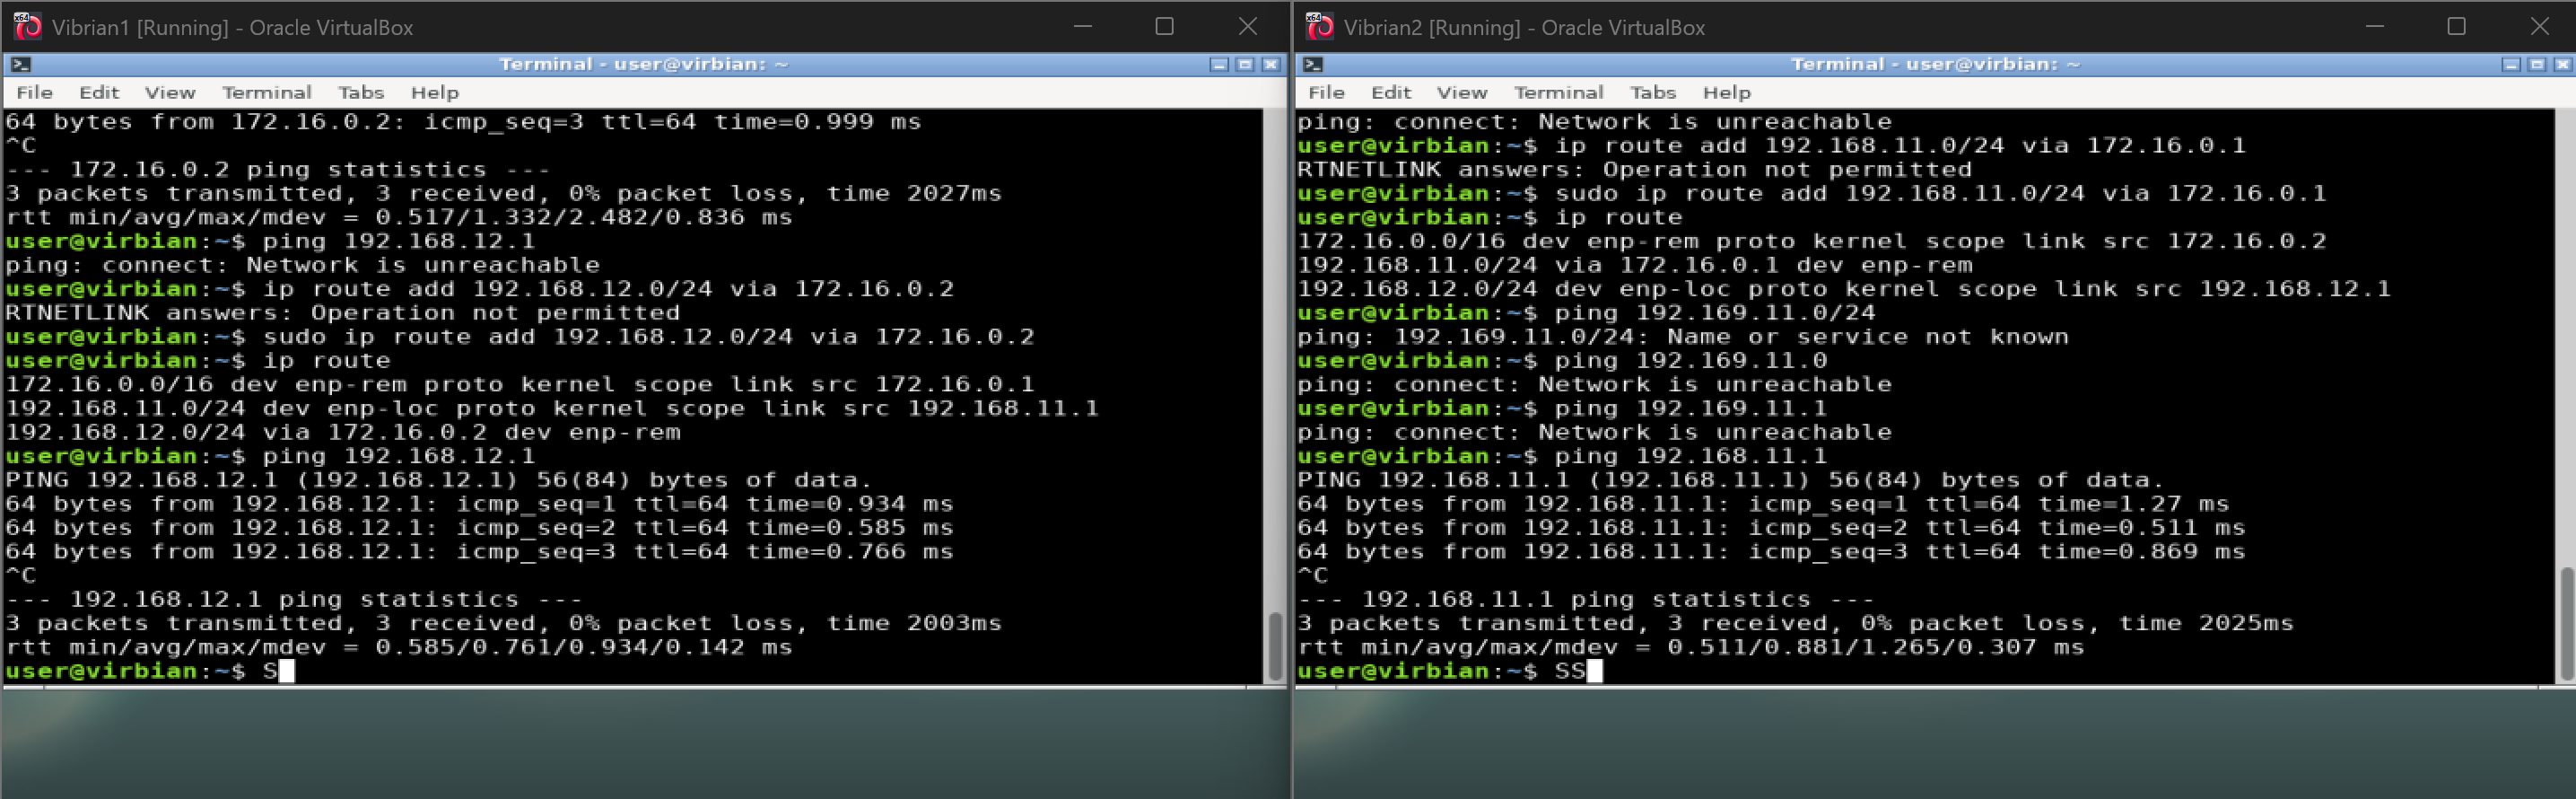 Vibrian1 [Running] - Oracle VirtualBox
Terminal - user@virbian: ~
File Edit View Terminal Tabs Help
64 bytes from 172.16.0.2: icmp_seq=3 ttl=64 time=0.999 ms
^C
--- 172.16.0.2 ping statistics ---
3 packets transmitted, 3 received, 0% packet loss, time 2027ms
rtt min/avg/max/mdev = 0.517/1.332/2.482/0.836 ms
user@virbian:~$ ping 192.168.12.1
ping: connect: Network is unreachable
user@virbian:~$ ip route add 192.168.12.0/24 via 172.16.0.2
RTNETLINK answers: Operation not permitted
user@virbian:~$ sudo ip route add 192.168.12.0/24 via 172.16.0.2
user@virbian:~$ ip route
172.16.0.0/16 dev enp-rem proto kernel scope link src 172.16.0.1
192.168.11.0/24 dev enp-loc proto kernel scope link src 192.168.11.1
192.168.12.0/24 via 172.16.0.2 dev enp-rem
user@virbian:~$ ping 192.168.12.1
PING 192.168.12.1 (192.168.12.1) 56(84) bytes of data.
64 bytes from 192.168.12.1: icmp_seq=1 ttl=64 time=0.934 ms
64 bytes from 192.168.12.1: icmp_seq=2 ttl=64 time=0.585 ms
64 bytes from 192.168.12.1: icmp_seq=3 ttl=64 time=0.766 ms
^C
--- 192.168.12.1 ping statistics ---
3 packets transmitted, 3 received, 0% packet loss, time 2003ms
rtt min/avg/max/mdev = 0.585/0.761/0.934/0.142 ms
user@virbian:~$ S
Vibrian2 [Running] - Oracle VirtualBox
Terminal - user@virbian: ~
File Edit View Terminal Tabs Help
ping: connect: Network is unreachable
user@virbian:~$ ip route add 192.168.11.0/24 via 172.16.0.1
RTNETLINK answers: Operation not permitted
user@virbian:~$ sudo ip route add 192.168.11.0/24 via 172.16.0.1
user@virbian:~$ ip route
172.16.0.0/16 dev enp-rem proto kernel scope link src 172.16.0.2
192.168.11.0/24 via 172.16.0.1 dev enp-rem
192.168.12.0/24 dev enp-loc proto kernel scope link src 192.168.12.1
user@virbian:~$ ping 192.169.11.0/24
ping: 192.169.11.0/24: Name or service not known
user@virbian:~$ ping 192.169.11.0
ping: connect: Network is unreachable
user@virbian:~$ ping 192.169.11.1
ping: connect: Network is unreachable
user@virbian:~$ ping 192.168.11.1
PING 192.168.11.1 (192.168.11.1) 56(84) bytes of data.
64 bytes from 192.168.11.1: icmp_seq=1 ttl=64 time=1.27 ms
64 bytes from 192.168.11.1: icmp_seq=2 ttl=64 time=0.511 ms
64 bytes from 192.168.11.1: icmp_seq=3 ttl=64 time=0.869 ms
^C
--- 192.168.11.1 ping statistics ---
3 packets transmitted, 3 received, 0% packet loss, time 2025ms
rtt min/avg/max/mdev = 0.511/0.881/1.265/0.307 ms
user@virbian:~$ SS